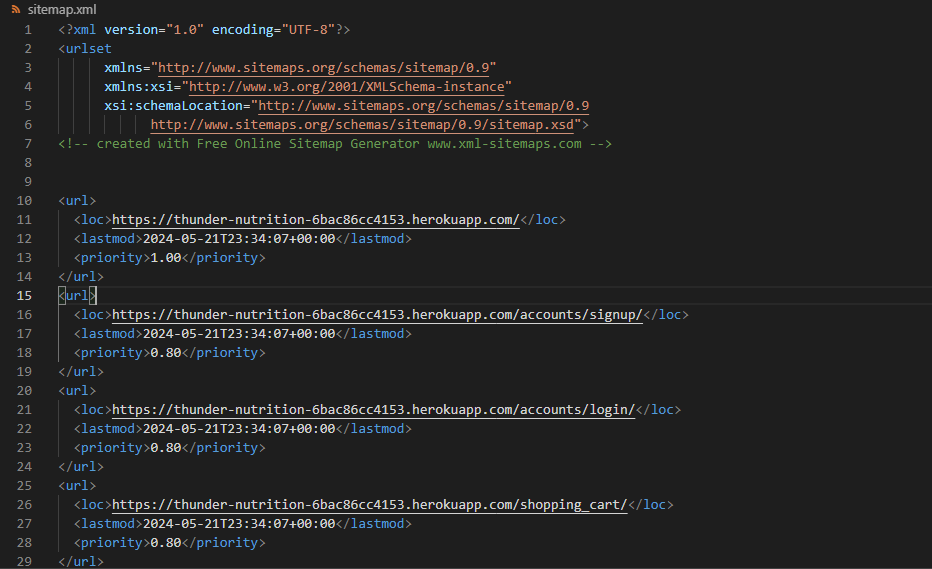 sitemap.xml
1 <?xml version="1.0" encoding="UTF-8"?>
2 <urlset
3 xmlns="http://www.sitemaps.org/schemas/sitemap/0.9"
4 xmlns:xsi="http://www.w3.org/2001/XMLSchema-instance"
5 xsi:schemaLocation="http://www.sitemaps.org/schemas/sitemap/0.9
6 http://www.sitemaps.org/schemas/sitemap/0.9/sitemap.xsd">
7 <!-- created with Free Online Sitemap Generator www.xml-sitemaps.com -->
8
9
10 <url>
11 <loc>https://thunder-nutrition-6bac86cc4153.herokuapp.com/</loc>
12 <lastmod>2024-05-21T23:34:07+00:00</lastmod>
13 <priority>1.00</priority>
14 </url>
15 <url>
16 <loc>https://thunder-nutrition-6bac86cc4153.herokuapp.com/accounts/signup/</loc>
17 <lastmod>2024-05-21T23:34:07+00:00</lastmod>
18 <priority>0.80</priority>
19 </url>
20 <url>
21 <loc>https://thunder-nutrition-6bac86cc4153.herokuapp.com/accounts/login/</loc>
22 <lastmod>2024-05-21T23:34:07+00:00</lastmod>
23 <priority>0.80</priority>
24 </url>
25 <url>
26 <loc>https://thunder-nutrition-6bac86cc4153.herokuapp.com/shopping_cart/</loc>
27 <lastmod>2024-05-21T23:34:07+00:00</lastmod>
28 <priority>0.80</priority>
29 </url>